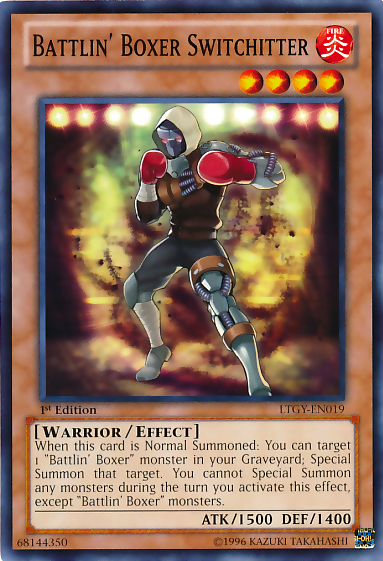 BATTLIN' BOXER SWITCHITTER
FIRE
炎
1st Edition
LTGY-EN019
[WARRIOR/EFFECT]
When this card is Normal Summoned: You can target
1 "Battlin' Boxer" monster in your Graveyard; Special
Summon that target. You cannot Special Summon
any monsters during the turn you activate this effect,
except "Battlin' Boxer" monsters.
ATK/1500 DEF/1400
68144350
©1996 KAZUKI TAKAHASHI